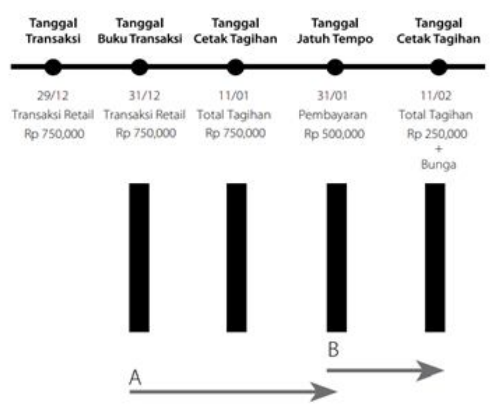 Tanggal
Transaksi
Tanggal
Buku Transaksi
Tanggal
Cetak Tagihan
Tanggal
Jatuh Tempo
Tanggal
Cetak Tagihan
29/12
Transaksi Retail
Rp 750,000
31/12
Transaksi Retail
Rp 750,000
11/01
Total Tagihan
Rp 750,000
31/01
Pembayaran
Rp 500,000
11/02
Total Tagihan
Rp 250,000
+
Bunga
B
A